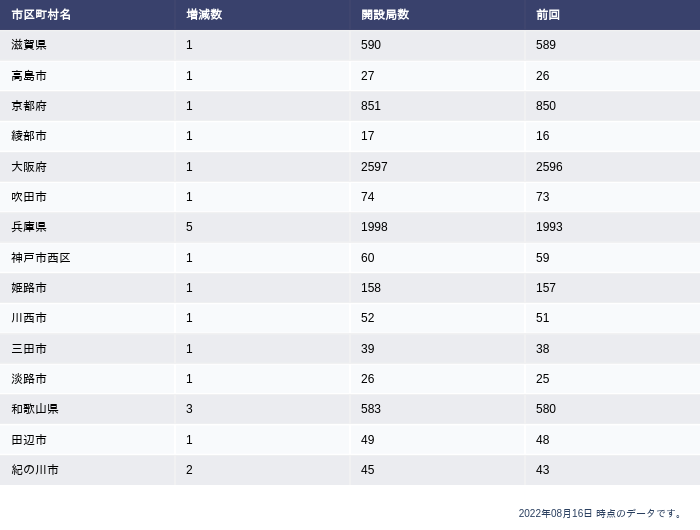 市区町村名 増減数 開設局数 前回
滋賀県 1 590 589
高島市 1 27 26
京都府 1 851 850
綾部市 1 17 16
大阪府 1 2597 2596
吹田市 1 74 73
兵庫県 5 1998 1993
神戸市西区 1 60 59
姫路市 1 158 157
川西市 1 52 51
三田市 1 39 38
淡路市 1 26 25
和歌山県 3 583 580
田辺市 1 49 48
紀の川市 2 45 43
2022年08月16日 時点のデータです。